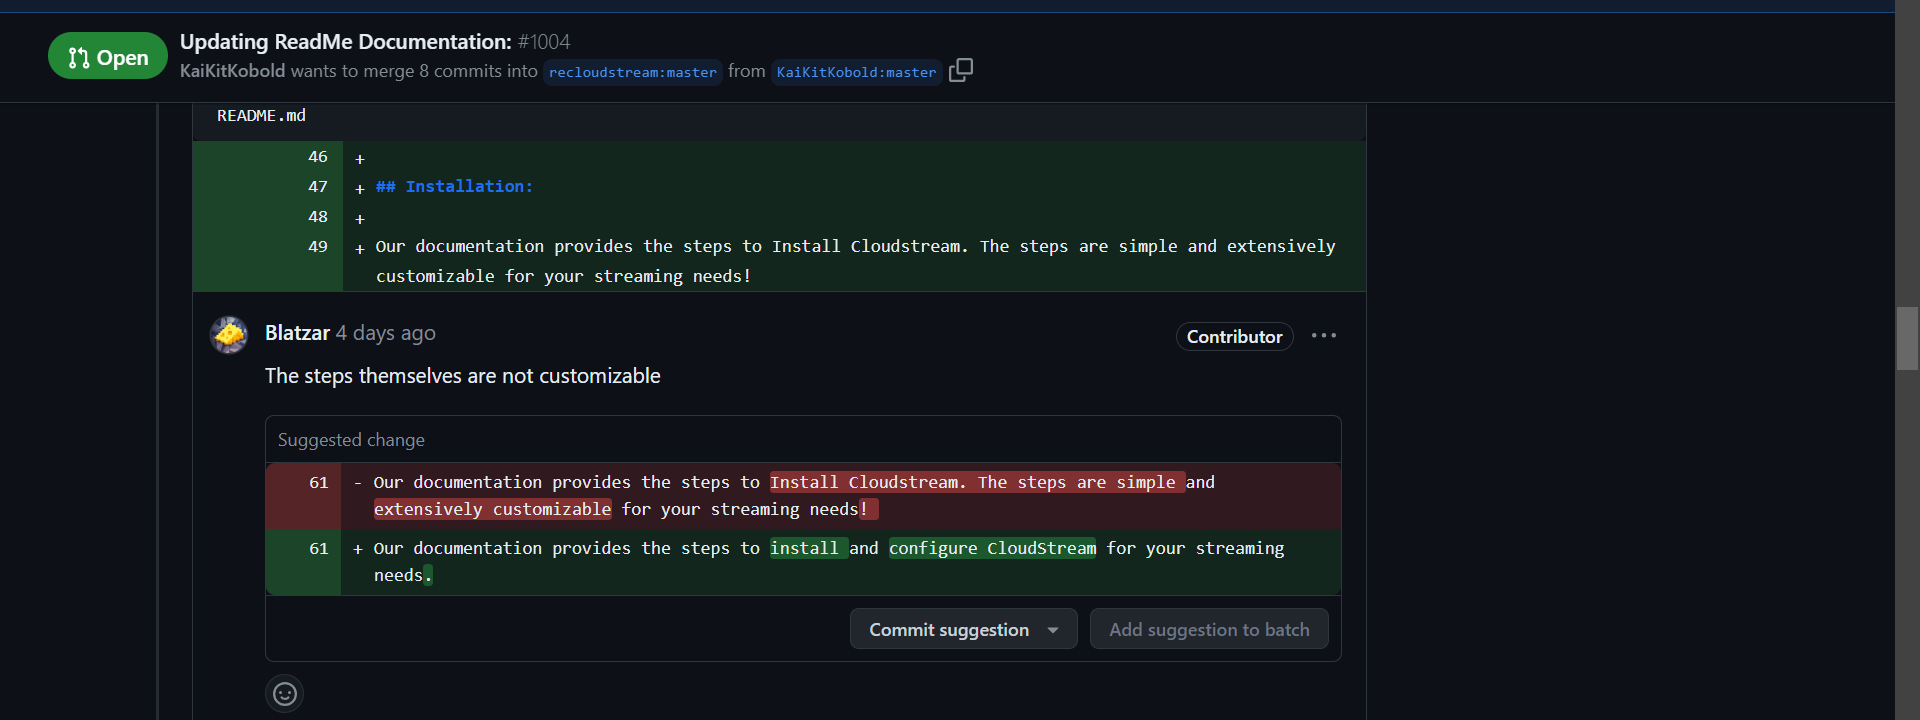 Open
Updating ReadMe Documentation: #1004
KaiKitKobold wants to merge 8 commits into recloudstream:master from KaiKitKobold:master
README.md
46 +
47 + ## Installation:
48 +
49 + Our documentation provides the steps to Install Cloudstream. The steps are simple and extensively
customizable for your streaming needs!
Blatzar 4 days ago
Contributor
The steps themselves are not customizable
Suggested change
61 - Our documentation provides the steps to Install Cloudstream. The steps are simple and
extensively customizable for your streaming needs!
61 + Our documentation provides the steps to install and configure CloudStream for your streaming
needs.
Commit suggestion
Add suggestion to batch